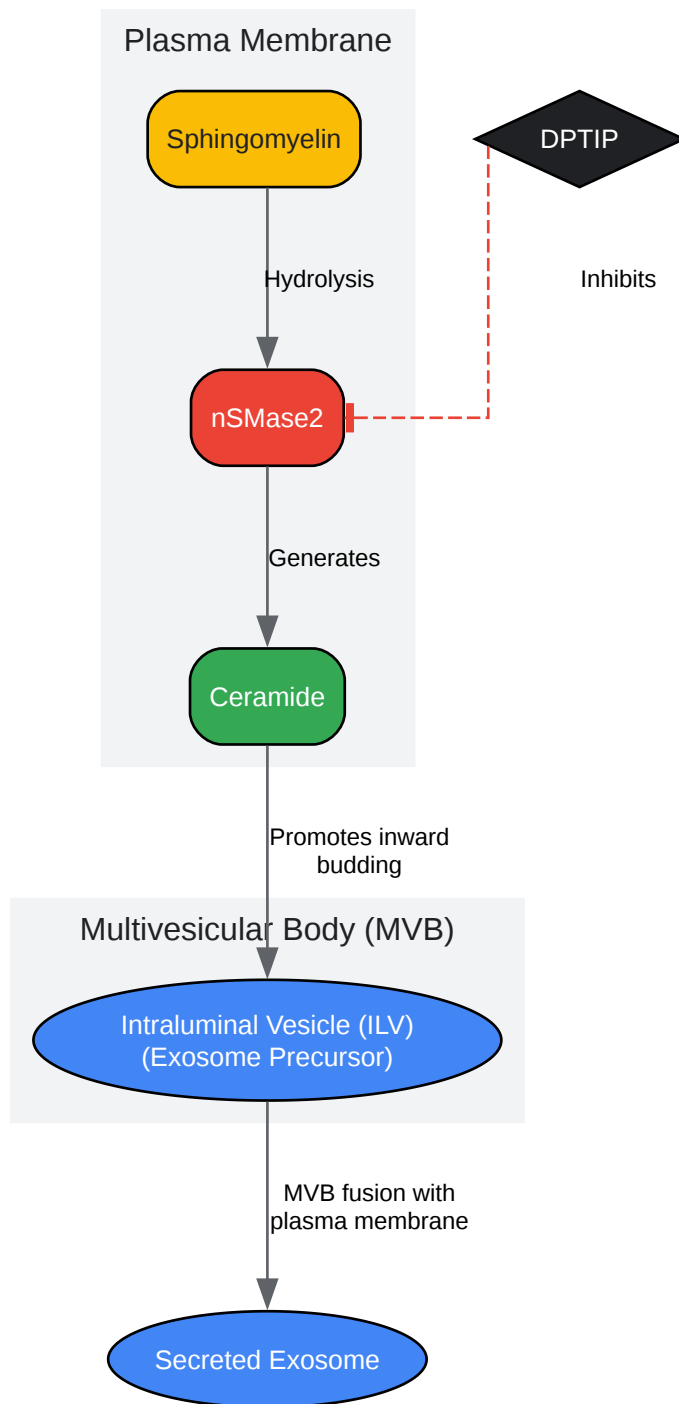 Plasma Membrane
Sphingomyelin
DPTIP
Hydrolysis
Inhibits
nSMase2
Generates
Ceramide
Promotes inward
budding
Multivesicular Body (MVB)
Intraluminal Vesicle (ILV)
(Exosome Precursor)
MVB fusion with
plasma membrane
Secreted Exosome